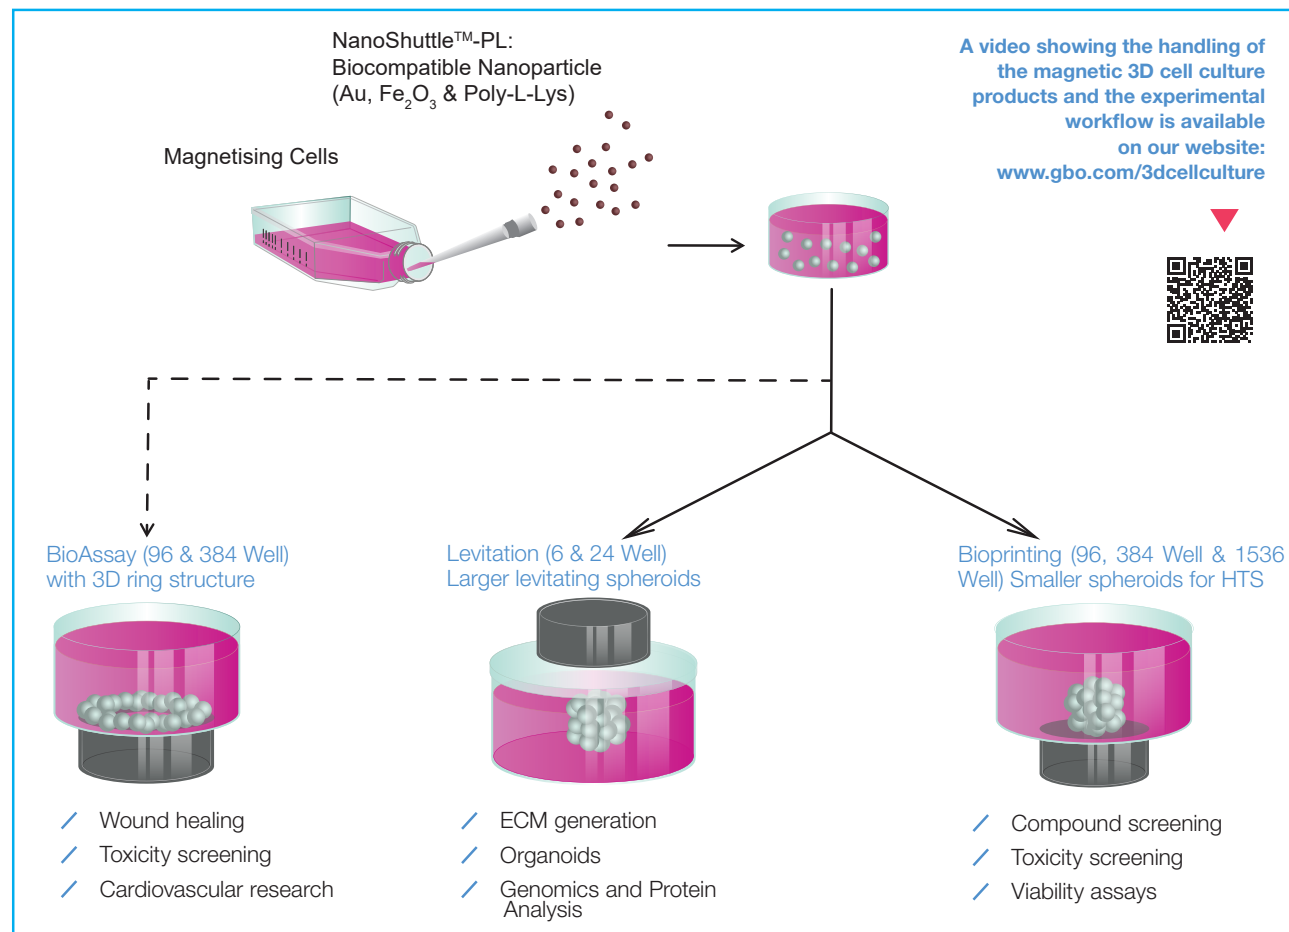 NanoShuttle™-PL:
Biocompatible Nanoparticle
(Au, Fe₂O₃ & Poly-L-Lys)
Magnetising Cells
A video showing the handling of
the magnetic 3D cell culture
products and the experimental
workflow is available
on our website:
www.gbo.com/3dcellculture
BioAssay (96 & 384 Well)
with 3D ring structure
Levitation (6 & 24 Well)
Larger levitating spheroids
Bioprinting (96, 384 Well & 1536
Well) Smaller spheroids for HTS
Wound healing
Toxicity screening
Cardiovascular research
ECM generation
Organoids
Genomics and Protein
Analysis
Compound screening
Toxicity screening
Viability assays